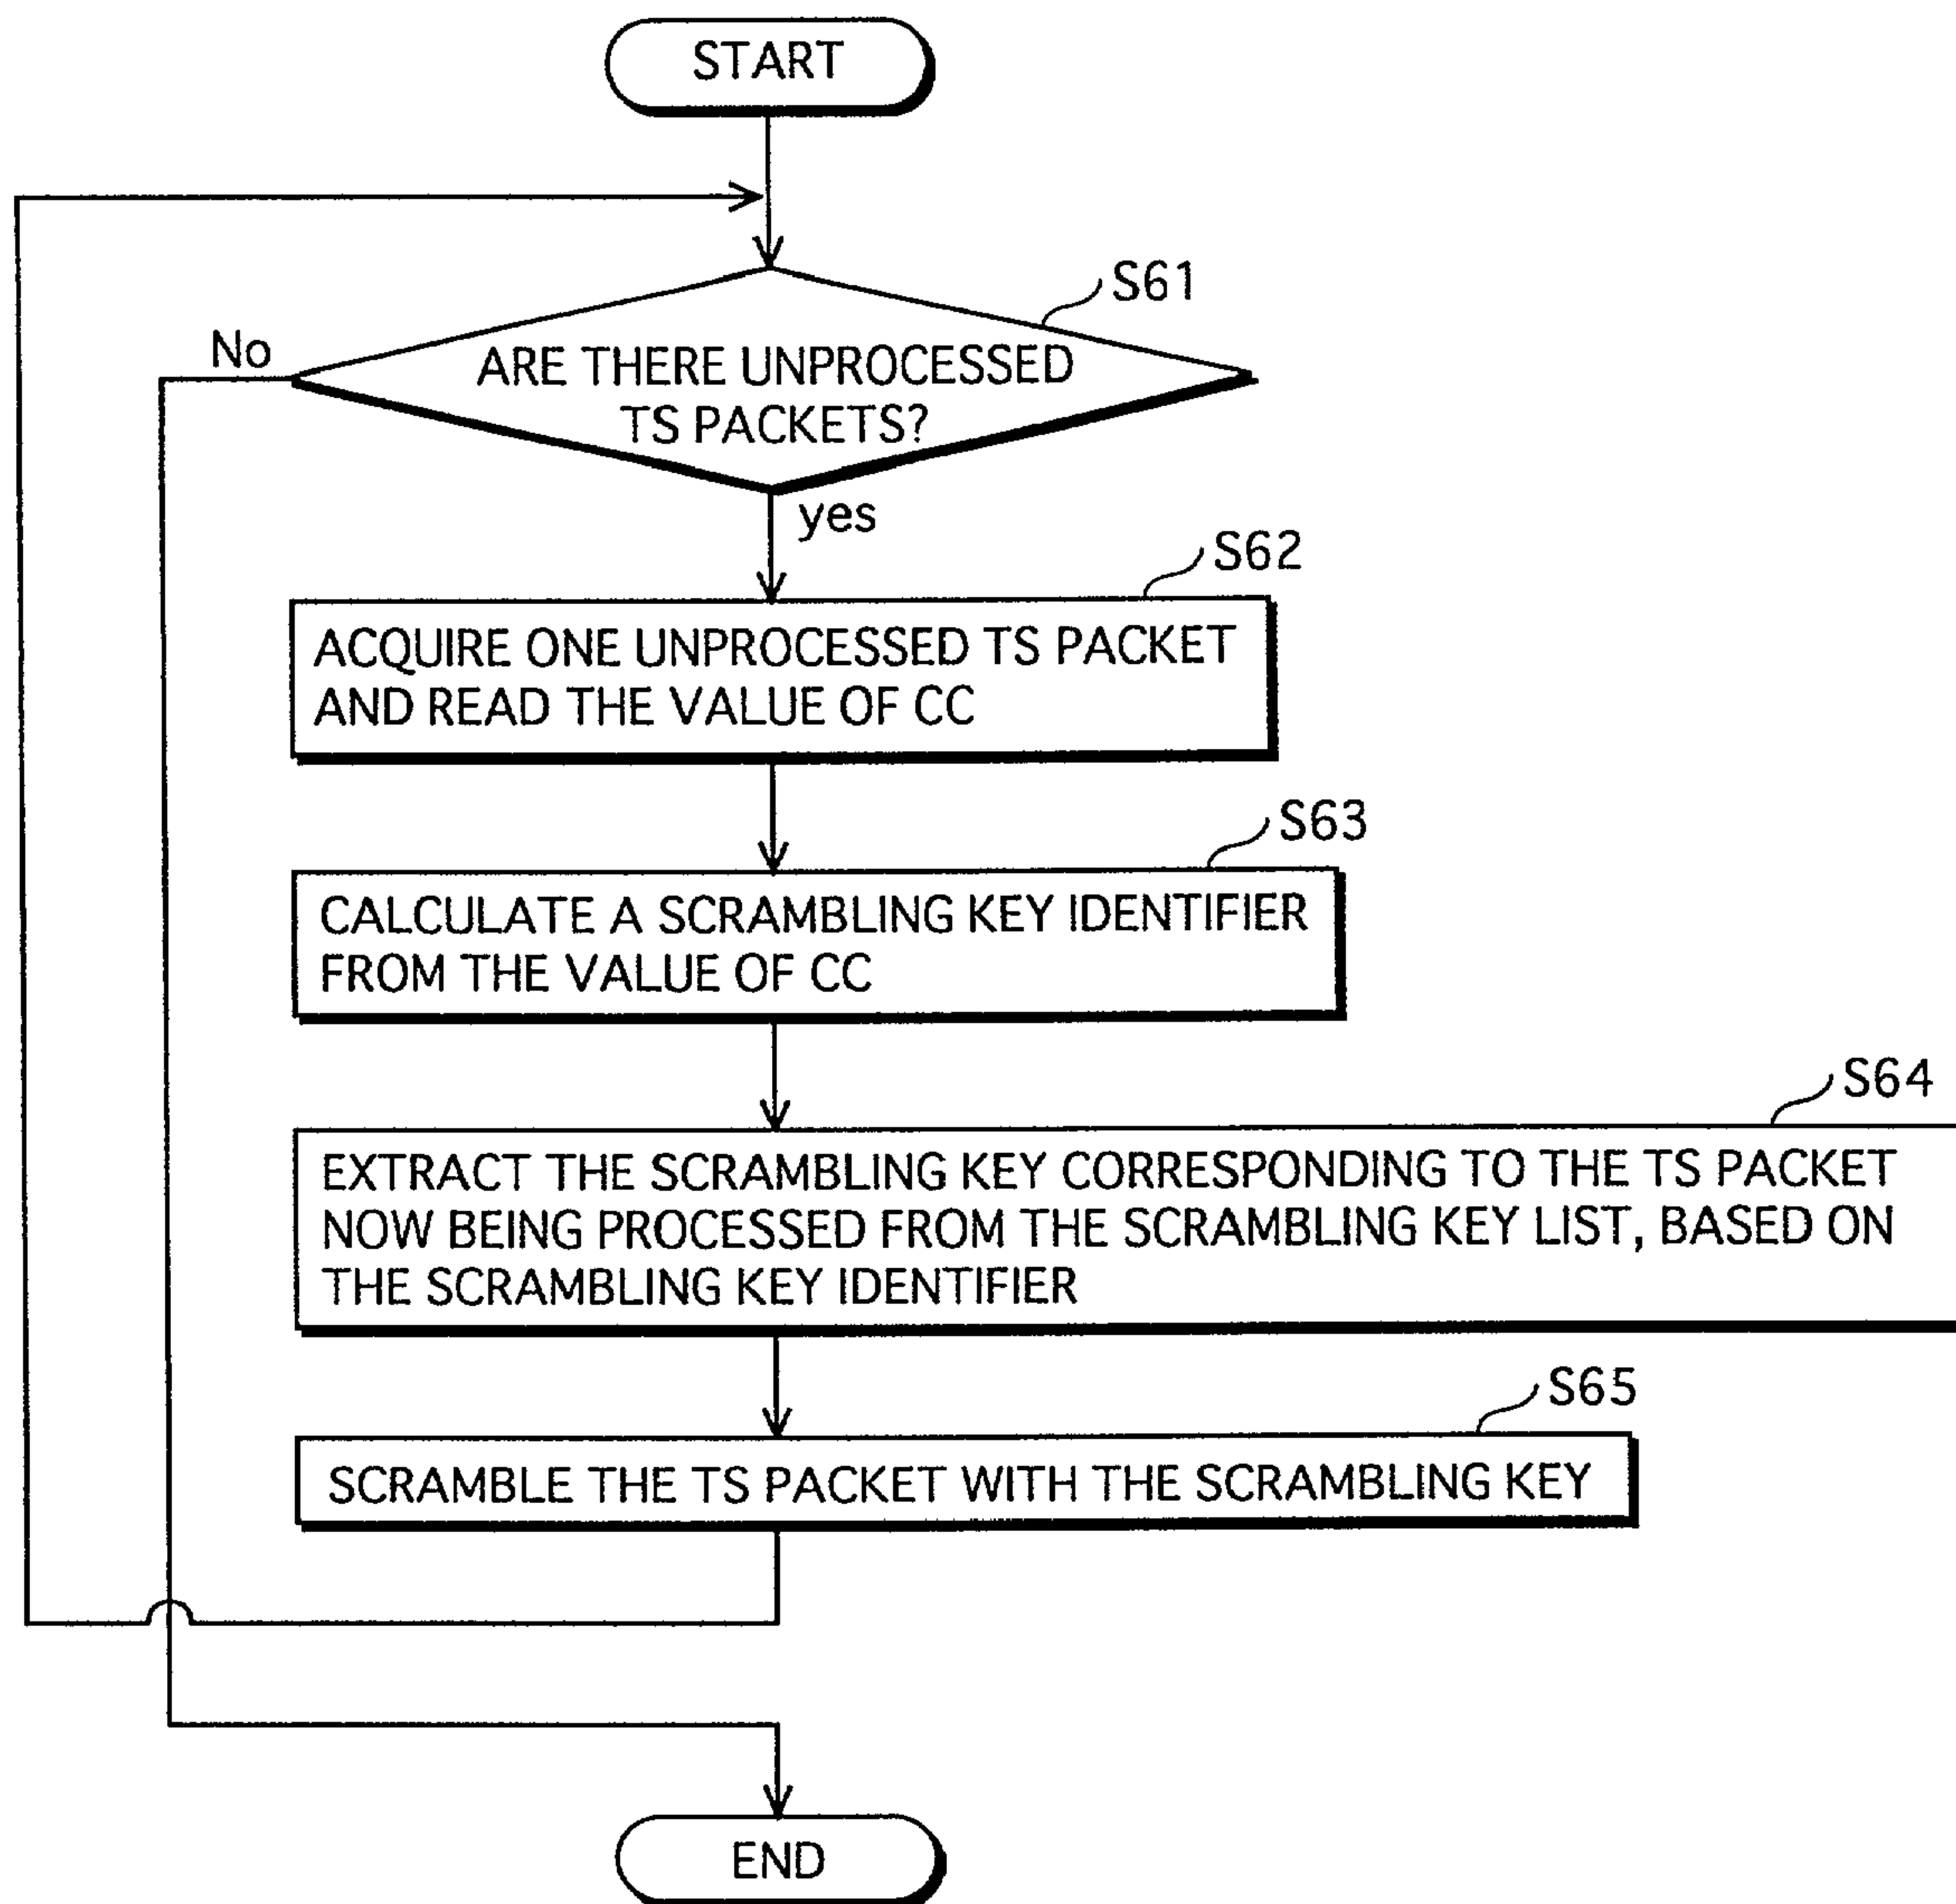 START
S61
No
ARE THERE UNPROCESSED
TS PACKETS?
yes
S62
ACQUIRE ONE UNPROCESSED TS PACKET
AND READ THE VALUE OF CC
S63
CALCULATE A SCRAMBLING KEY IDENTIFIER
FROM THE VALUE OF CC
S64
EXTRACT THE SCRAMBLING KEY CORRESPONDING TO THE TS PACKET
NOW BEING PROCESSED FROM THE SCRAMBLING KEY LIST, BASED ON
THE SCRAMBLING KEY IDENTIFIER
S65
SCRAMBLE THE TS PACKET WITH THE SCRAMBLING KEY
END